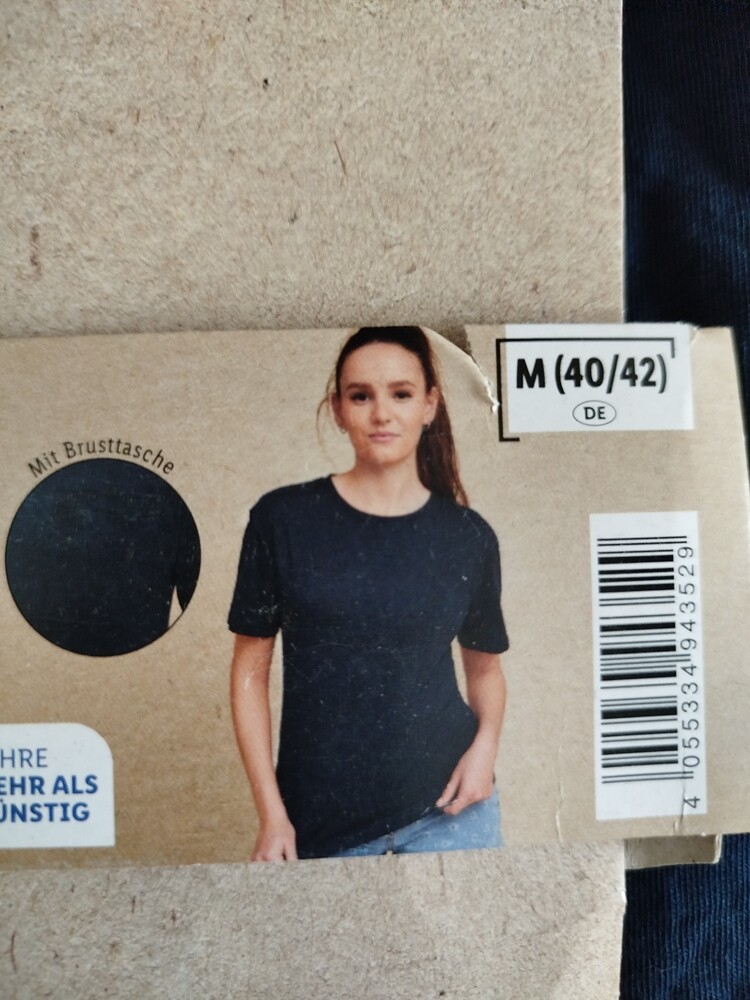 M (40/42)
DE
Mit Brusttasche
4 055334 943529
HRE
EHR ALS
ÜNSTIG